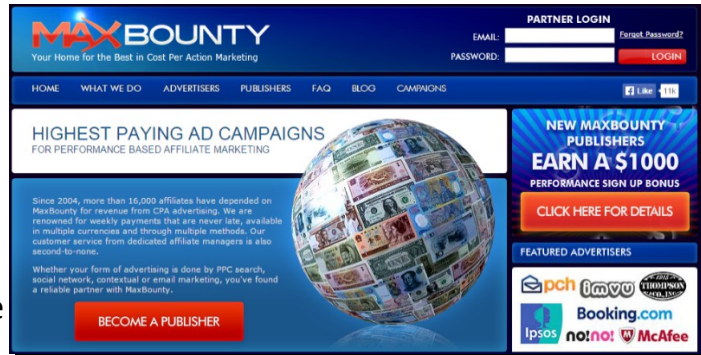 MAXBOUNTY
Your Home for the Best in Cost Per Action Marketing
PARTNER LOGIN
EMAIL:
Forgot Password?
PASSWORD:
LOGIN
HOME WHAT WE DO ADVERTISERS PUBLISHERS FAQ BLOG CAMPAIGNS
Like 11k
HIGHEST PAYING AD CAMPAIGNS
FOR PERFORMANCE BASED AFFILIATE MARKETING
Since 2004, more than 16,000 affiliates have depended on
MaxBounty for revenue from CPA advertising. We are
renowned for weekly payments that are never late, available
in multiple currencies and through multiple methods. Our
customer service from dedicated affiliate managers is also
second-to-none.
Whether your form of advertising is done by PPC search,
social network, contextual or email marketing, you've found
a reliable partner with MaxBounty.
BECOME A PUBLISHER
NEW MAXBOUNTY
PUBLISHERS
EARN A $1000
PERFORMANCE SIGN UP BONUS
CLICK HERE FOR DETAILS
FEATURED ADVERTISERS
pch imvu THOMPSON
& CO., INC.
Booking.com
Ipsos no!no! McAfee
e